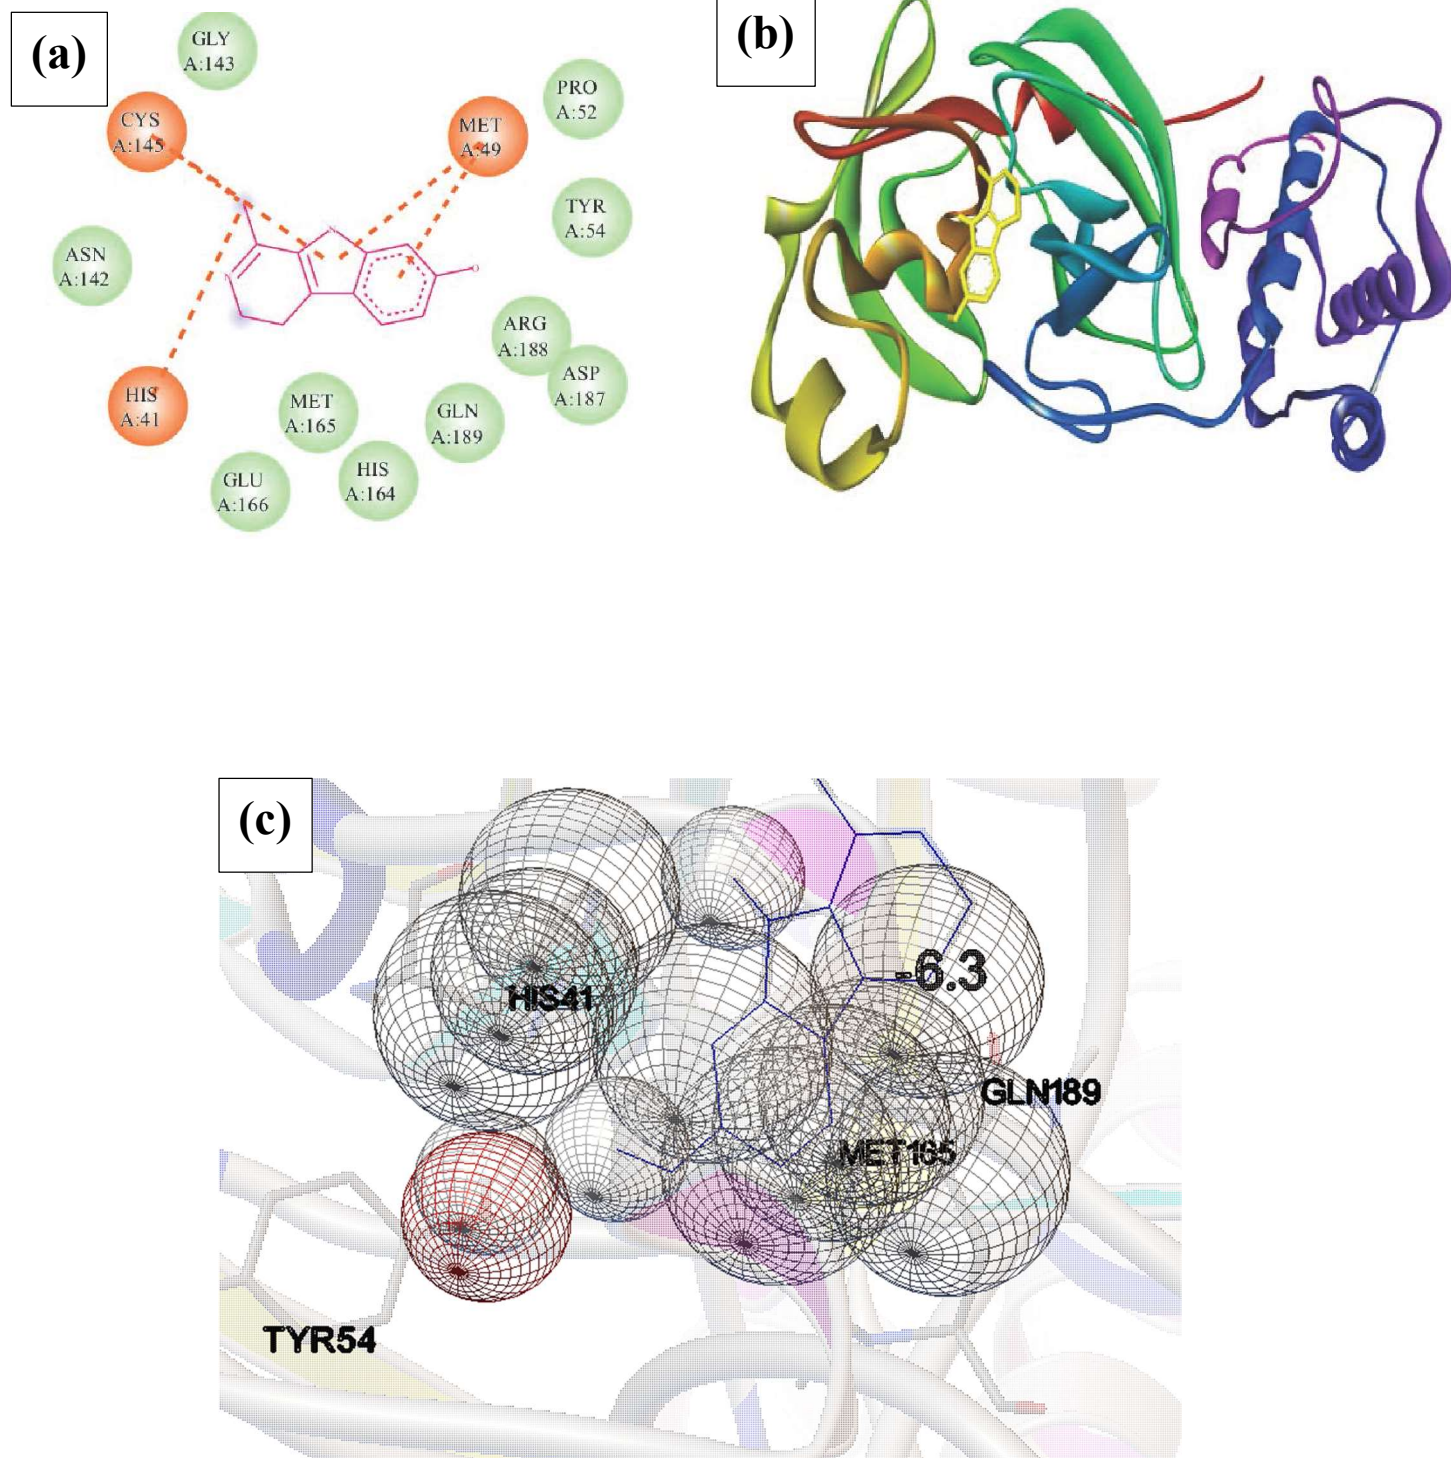 (a)
GLY
A:143
CYS
A:145
MET
A:49
PRO
A:52
TYR
A:54
N
ASN
A:142
N
O
ARG
A:188
ASP
A:187
HIS
A:41
MET
A:165
GLN
A:189
GLU
A:166
HIS
A:164
(b)
(c)
-6.3
HIS41
GLN189
MET165
TYR54